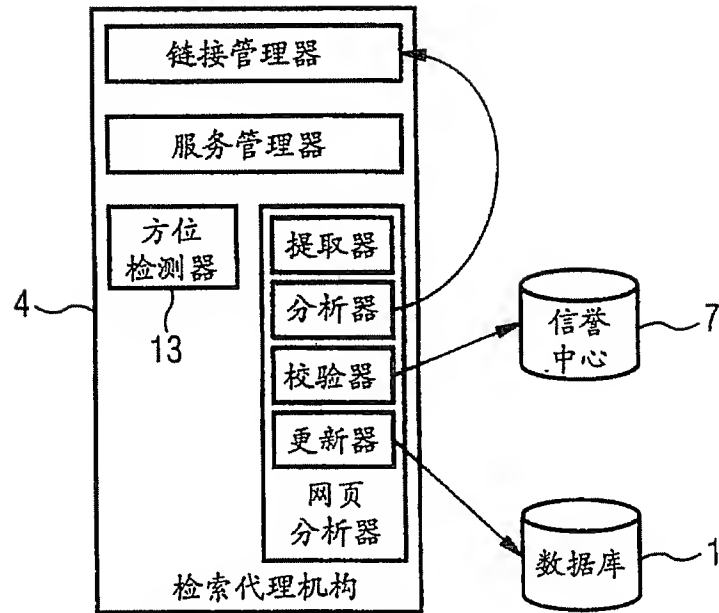 链接管理器
服务管理器
方位
检测器
提取器
分析器
校验器
更新器
网页
分析器
检索代理机构
4
13
信誉
中心
7
数据库
1